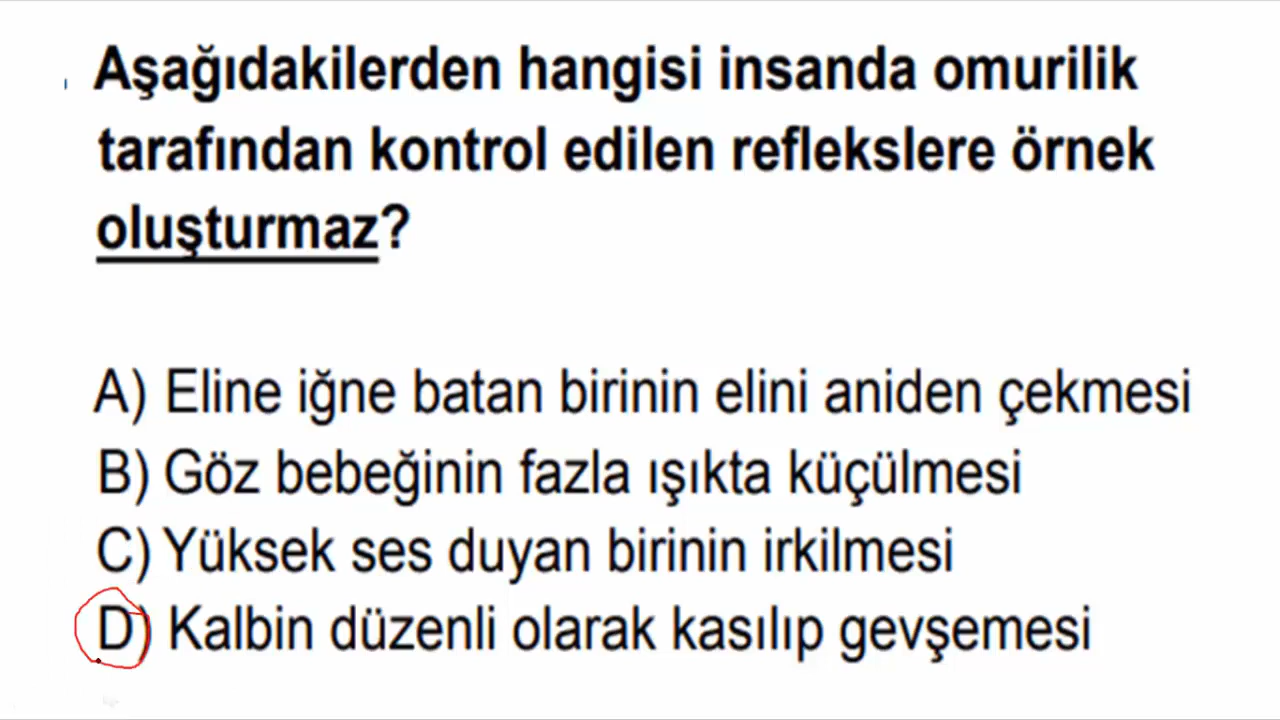 Aşağıdakilerden hangisi insanda omurilik
tarafından kontrol edilen reflekslere örnek
oluşturmaz?
A) Eline iğne batan birinin elini aniden çekmesi
B) Göz bebeğinin fazla ışıkta küçülmesi
C) Yüksek ses duyan birinin irkilmesi
D) Kalbin düzenli olarak kasılıp gevşemesi